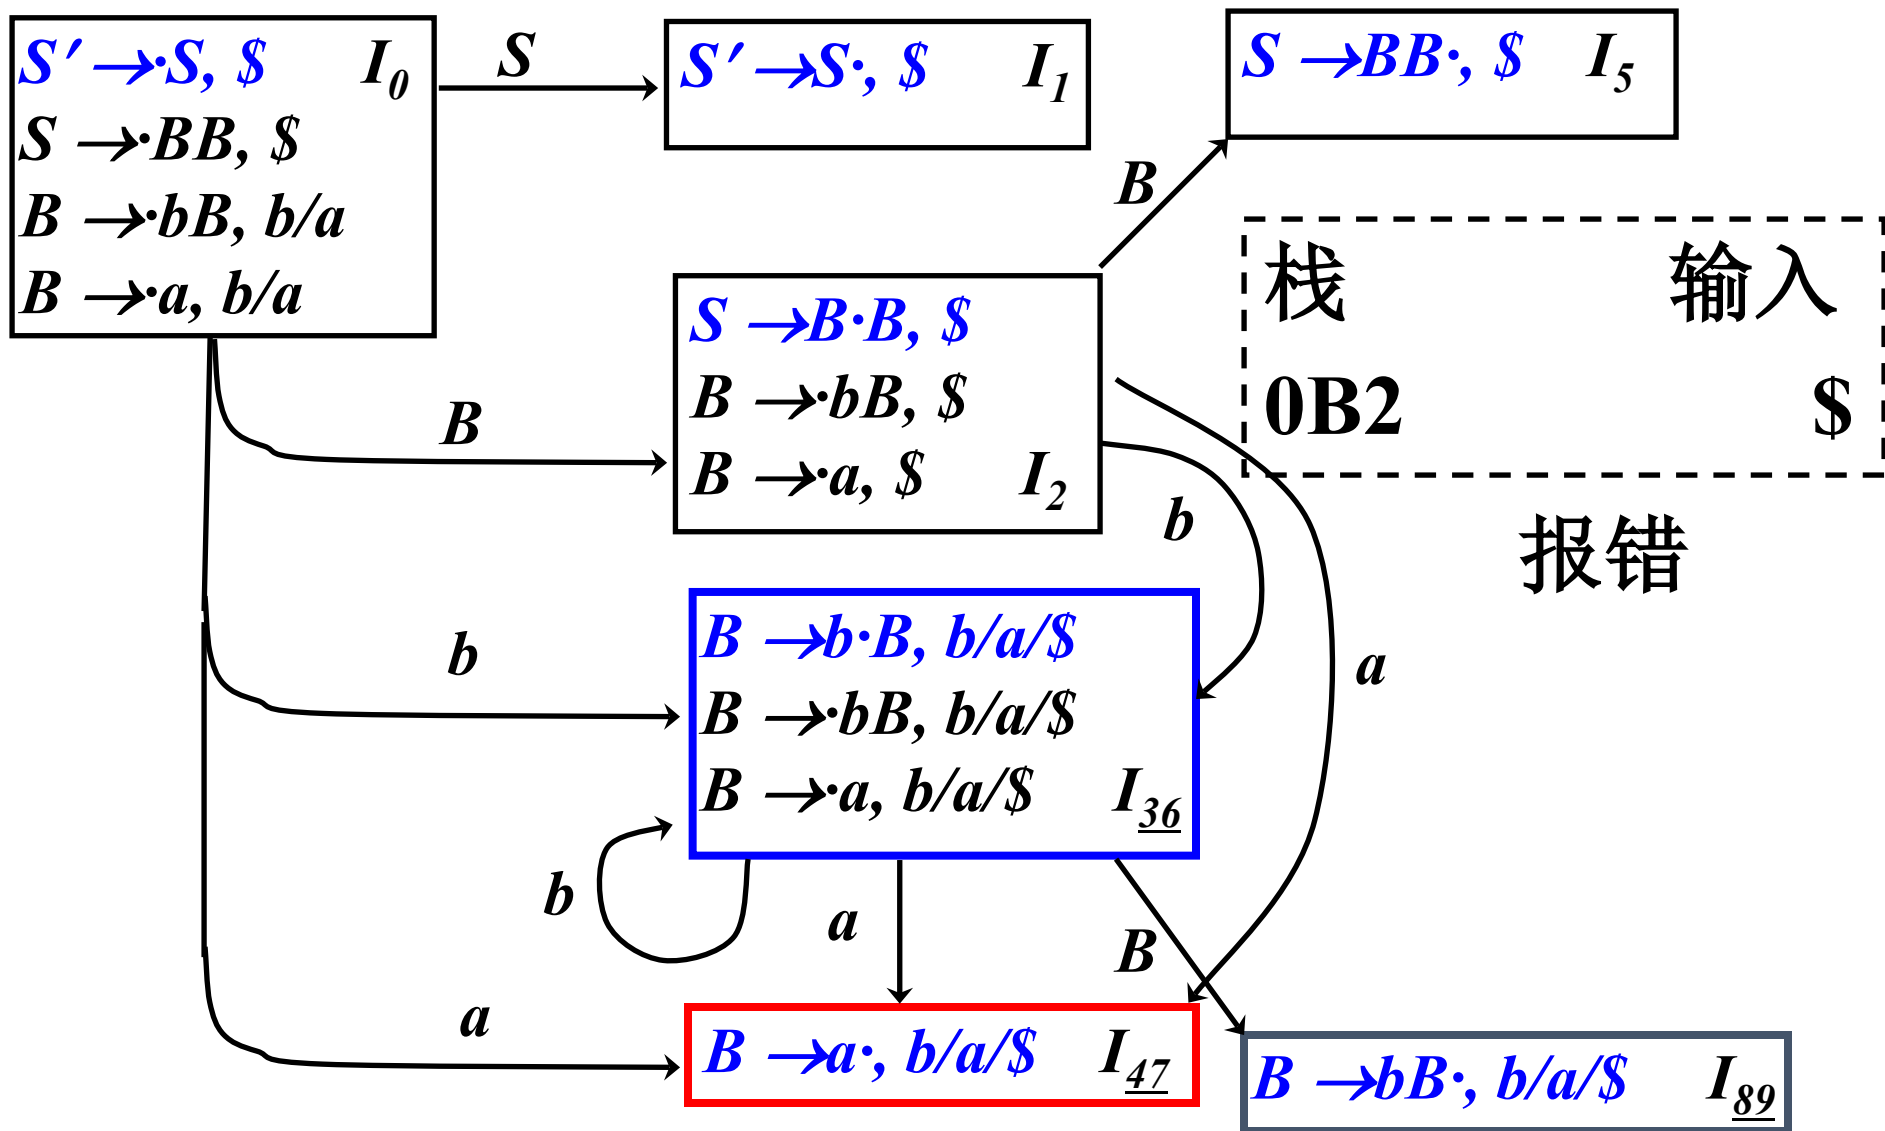 S′ →·S, $ I0
S →·BB, $
B →·bB, b/a
B →·a, b/a
S
S′ →S·, $ I1
S →BB·, $ I5
B
B
S →B·B, $
B →·bB, $
B →·a, $ I2
栈 输入
0B2 $
报错
b
a
b
B →b·B, b/a/$
B →·bB, b/a/$
B →·a, b/a/$ I36
b
a
B
a
B →a·, b/a/$ I47
B →bB·, b/a/$ I89